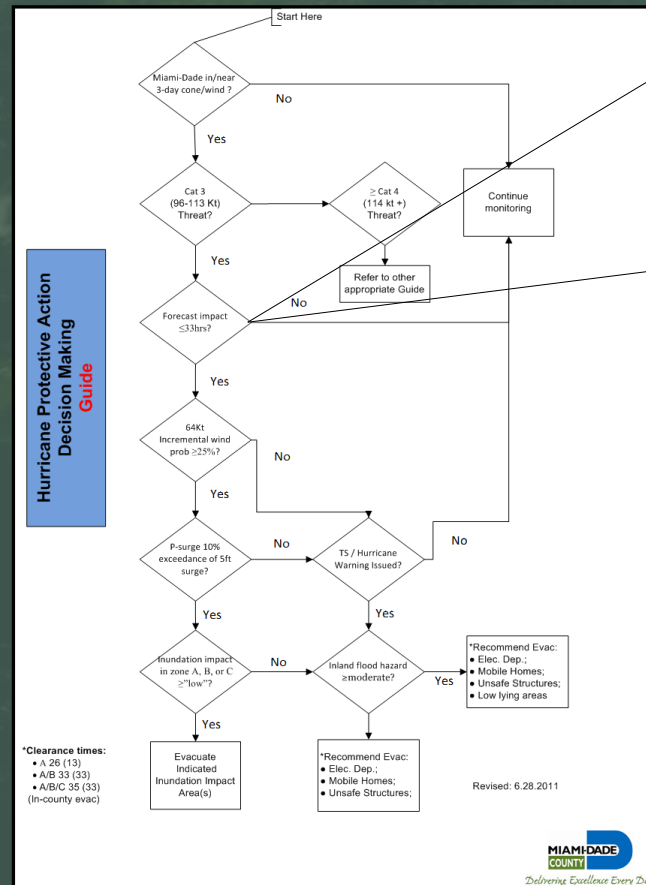 Start Here
Miami-Dade in/near
3-day cone/wind ?
No
Yes
Cat 3
(96-113 Kt)
Threat?
≥ Cat 4
(114 kt +)
Threat?
Continue
monitoring
Yes
Refer to other
appropriate Guide
Hurricane Protective Action
Decision Making
Guide
Forecast impact
≤33hrs?
No
Yes
64Kt
Incremental wind
prob ≥25%?
No
Yes
P-surge 10%
exceedance of 5ft
surge?
No
TS / Hurricane
Warning Issued?
No
Yes
Yes
Inundation impact
in zone A, B, or C
≥"low"?
No
Inland flood hazard
≥moderate?
Yes
*Recommend Evac:
● Elec. Dep.;
● Mobile Homes;
● Unsafe Structures;
● Low lying areas
Yes
*Clearance times:
• A 26 (13)
• A/B 33 (33)
• A/B/C 35 (33)
(In-county evac)
Evacuate
Indicated
Inundation Impact
Area(s)
*Recommend Evac:
● Elec. Dep.;
● Mobile Homes;
● Unsafe Structures;
Revised: 6.28.2011
MIAMI-DADE
COUNTY
Delivering Excellence Every Da